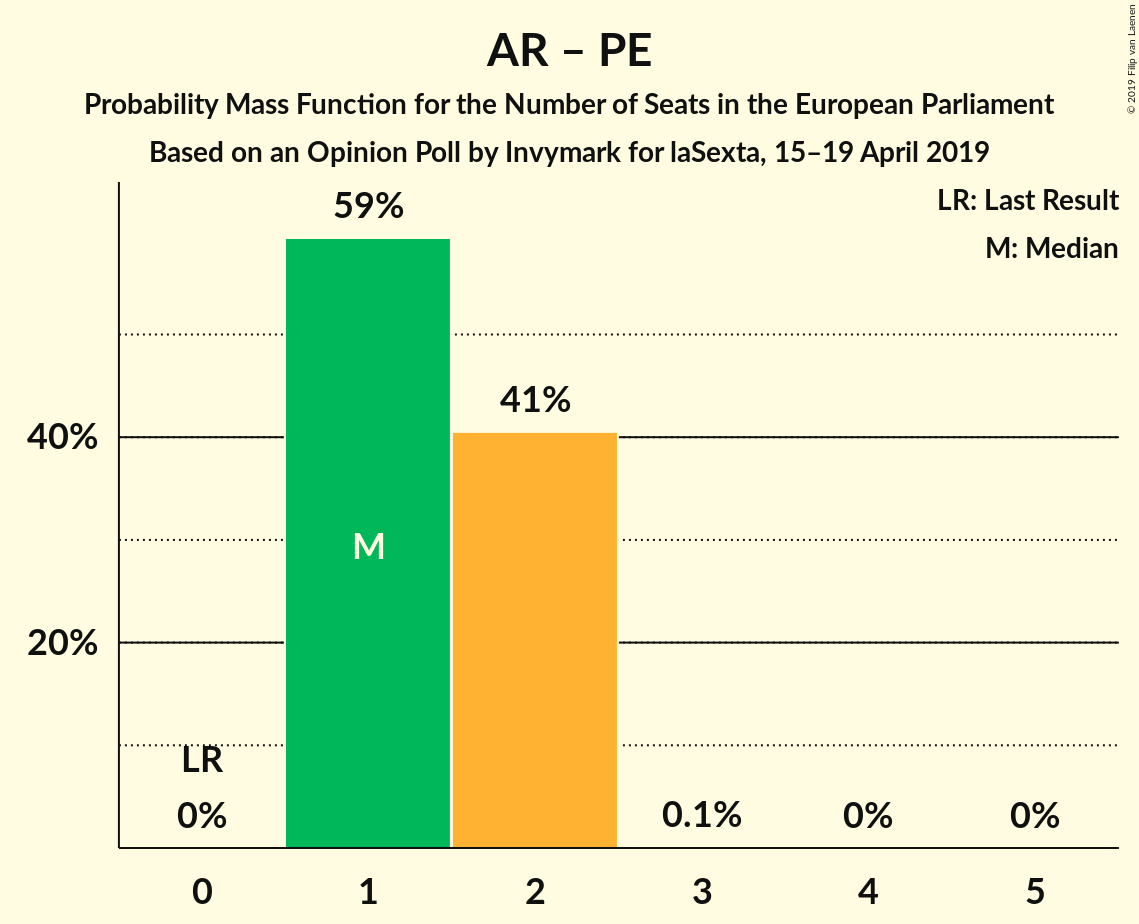 AR – PE
Probability Mass Function for the Number of Seats in the European Parliament
Based on an Opinion Poll by Invymark for laSexta, 15–19 April 2019
© 2019 Filip van Laenen
LR: Last Result
M: Median
59%
41%
40%
M
20%
LR
0%
0.1%
0%
0%
0
1
2
3
4
5